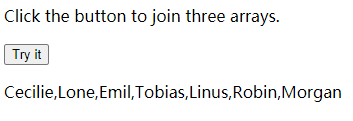 Click the button to join three arrays.
Try it
Cecilie,Lone,Emil,Tobias,Linus,Robin,Morgan